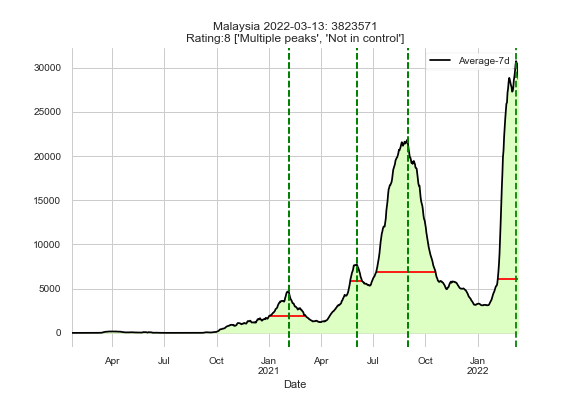 Malaysia 2022-03-13: 3823571
Rating:8 ['Multiple peaks', 'Not in control']
Average-7d
30000
25000
20000
15000
10000
5000
0
Apr Jul Oct Jan Apr Jul Oct Jan
2021 2022
Date